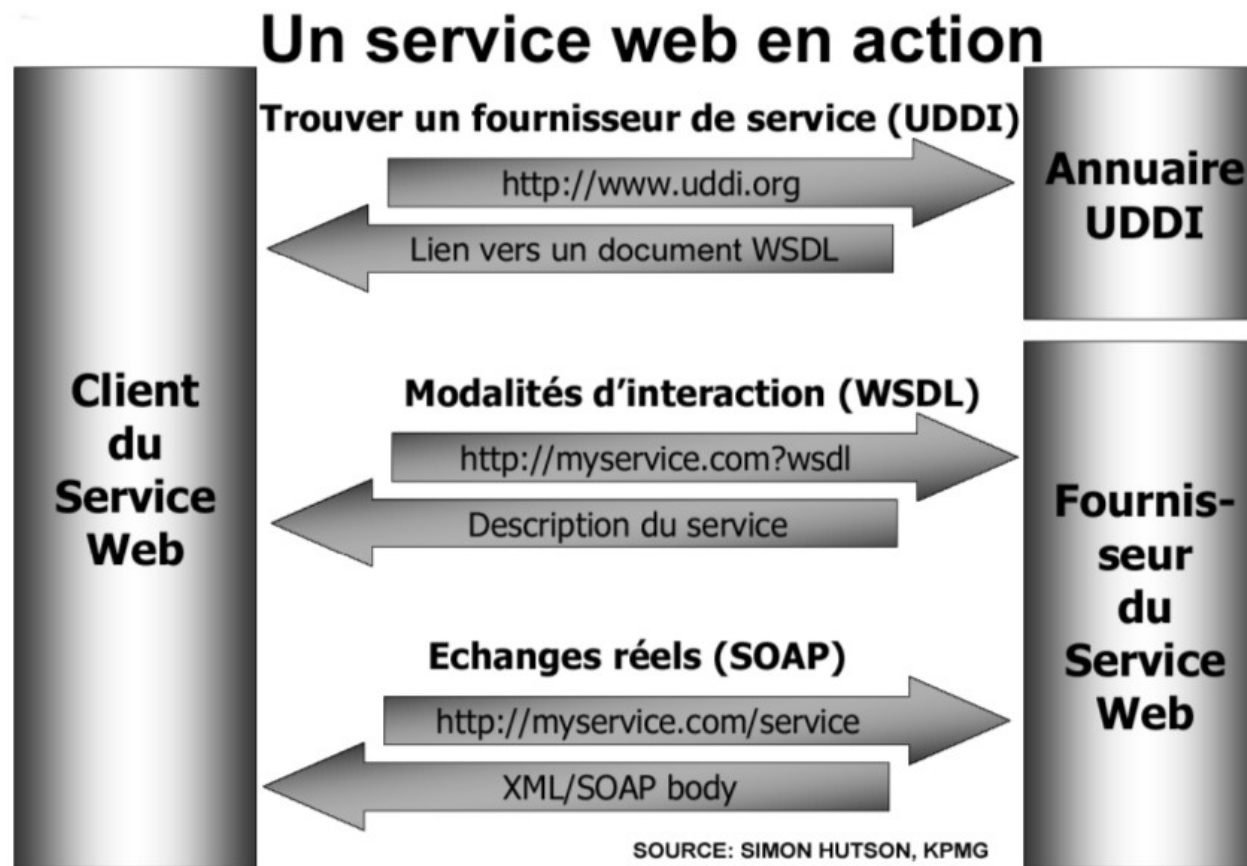 Un service web en action
Trouver un fournisseur de service (UDDI)
http://www.uddi.org
Lien vers un document WSDL
Annuaire
UDDI
Client
du
Service
Web
Modalités d'interaction (WSDL)
http://myservice.com?wsdl
Description du service
Echanges réels (SOAP)
http://myservice.com/service
XML/SOAP body
Fournis-
seur
du
Service
Web
SOURCE: SIMON HUTSON, KPMG